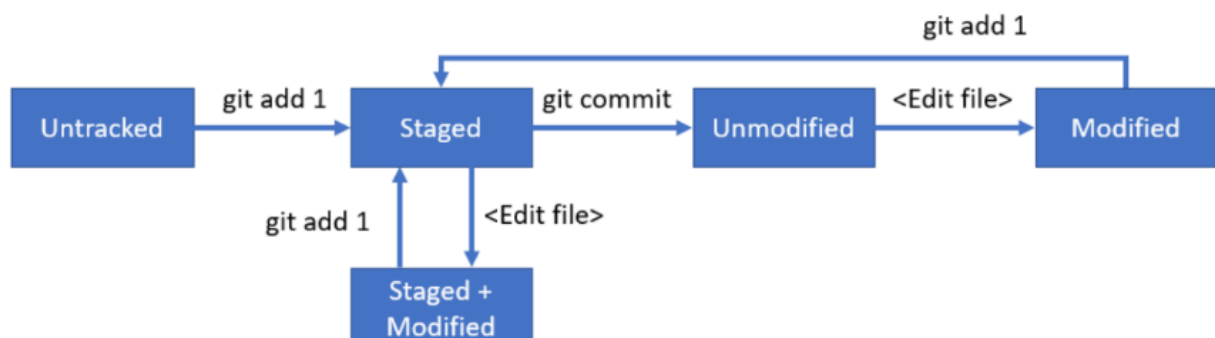 git add 1
git add 1
git commit
<Edit file>
Untracked
Staged
Unmodified
Modified
git add 1
<Edit file>
Staged +
Modified